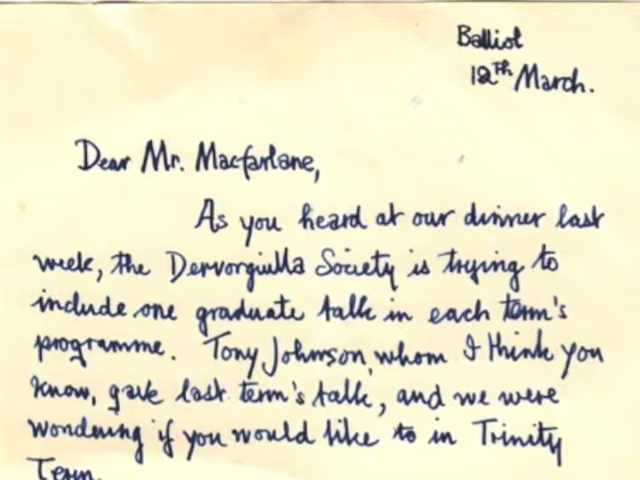 Balliol
12th March.
Dear Mr. Macfarlane,
As you heard at our dinner last
week, the Dervorguilla Society is trying to
include one graduate talk in each term's
programme. Tony Johnson, whom I think you
know, gave last term's talk, and we were
wondering if you would like to in Trinity
Term.